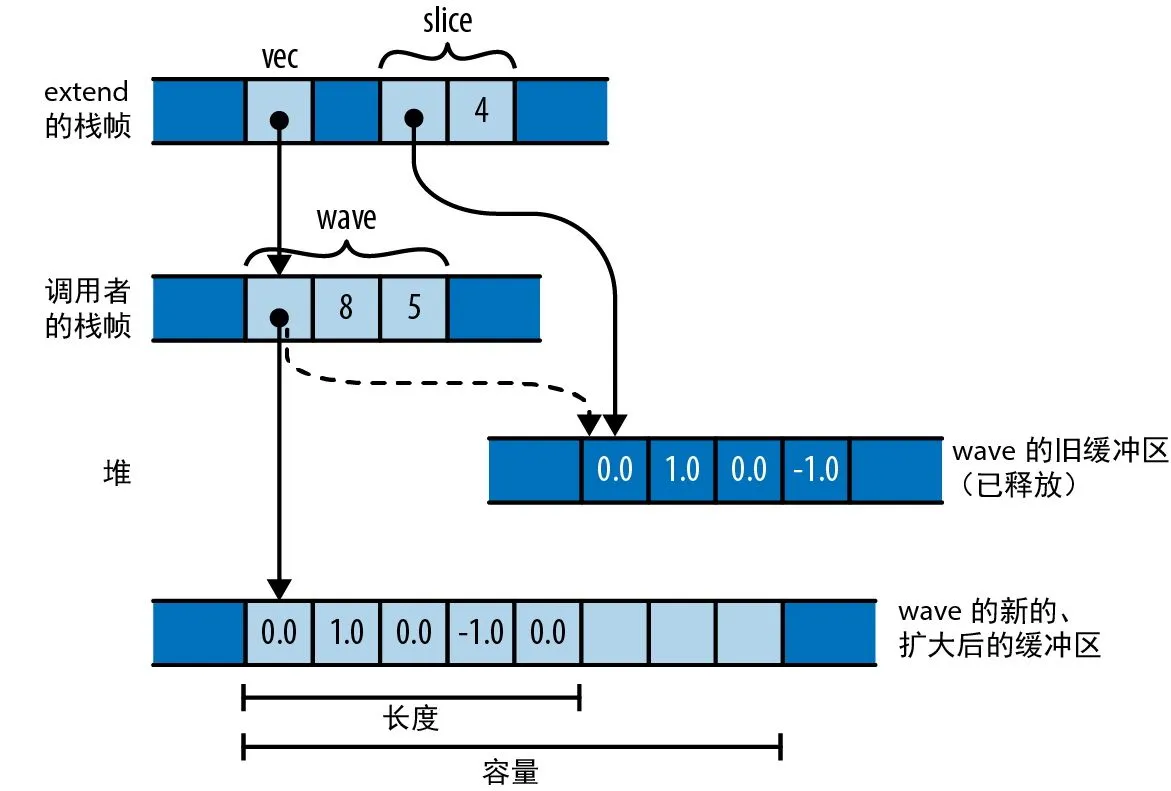 slice
vec
extend
的栈帧
4
wave
调用者
的栈帧
8
5
堆
0.0
1.0
0.0
-1.0
wave 的旧缓冲区
（已释放）
0.0
1.0
0.0
-1.0
0.0
wave 的新的、
扩大后的缓冲区
长度
容量